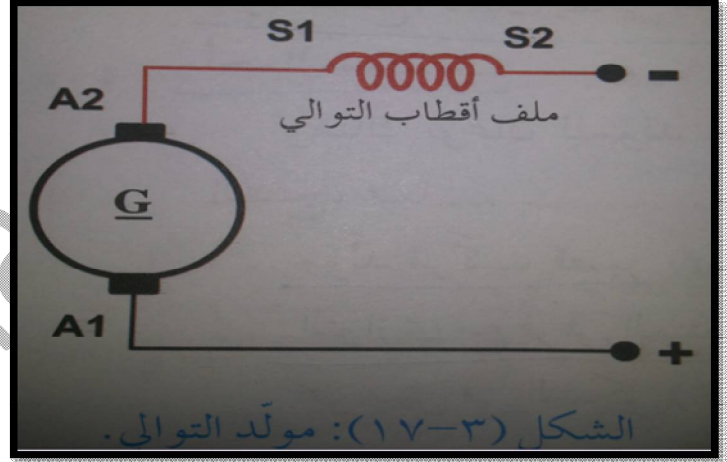 S1 S2
-
A2
ملف أقطاب التوالي
G
A1
+
الشكل (٣-١٧): مولّد التوالي.